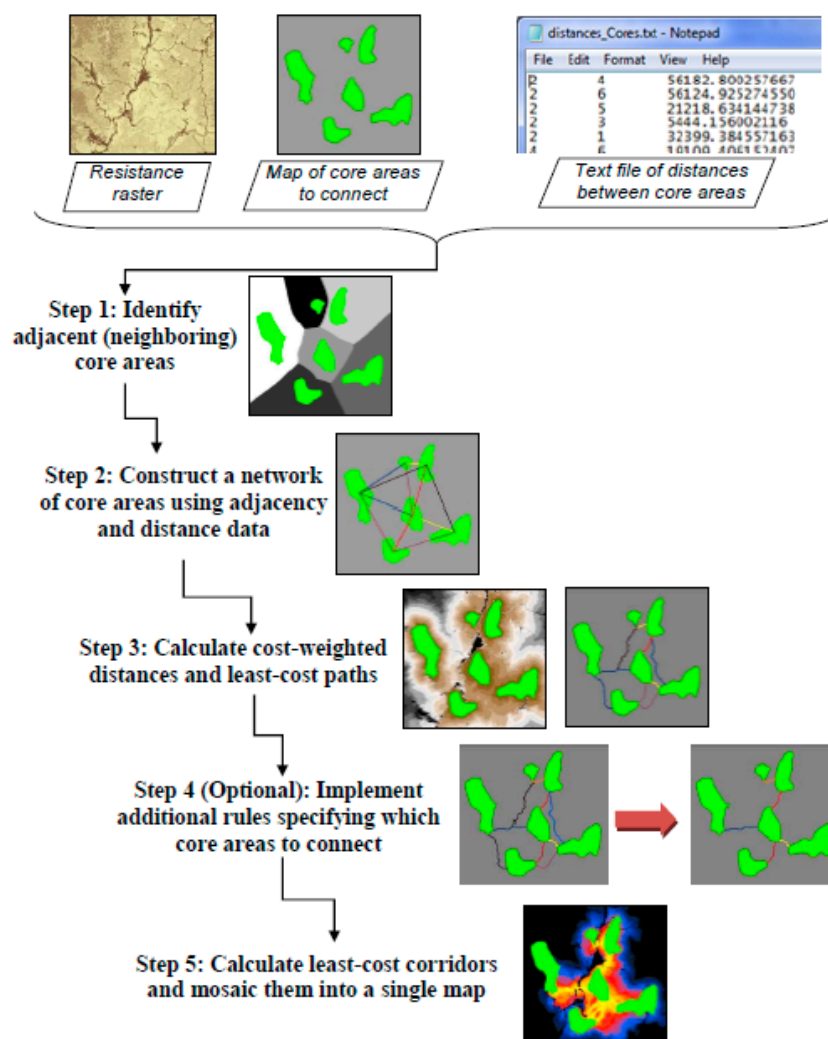 distances_Cores.txt - Notepad
File Edit Format View Help
2 4 56182.800257667
2 6 56124.925274550
2 5 21218.634144738
2 3 5444.156002116
2 1 32399.384557163
4 6 19109.406152407
Resistance
raster
Map of core areas
to connect
Text file of distances
between core areas
Step 1: Identify
adjacent (neighboring)
core areas
Step 2: Construct a network
of core areas using adjacency
and distance data
Step 3: Calculate cost-weighted
distances and least-cost paths
Step 4 (Optional): Implement
additional rules specifying which
core areas to connect
Step 5: Calculate least-cost corridors
and mosaic them into a single map